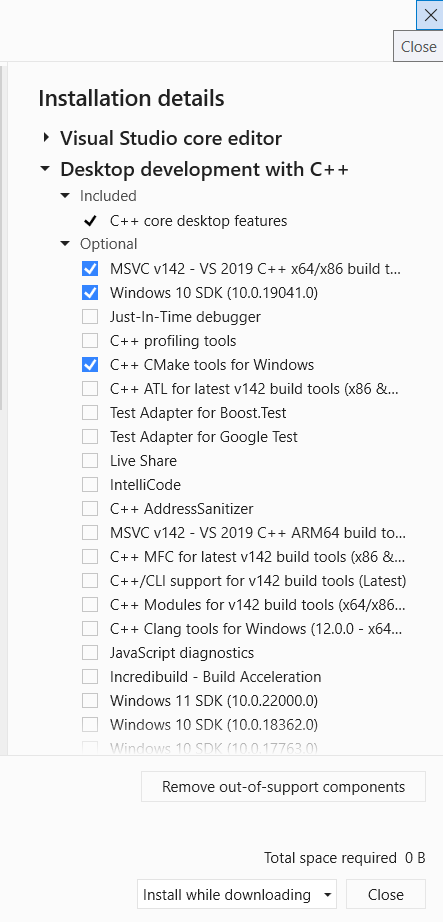 Close
Installation details
Visual Studio core editor
Desktop development with C++
Included
C++ core desktop features
Optional
MSVC v142 - VS 2019 C++ x64/x86 build t...
Windows 10 SDK (10.0.19041.0)
Just-In-Time debugger
C++ profiling tools
C++ CMake tools for Windows
C++ ATL for latest v142 build tools (x86 &...
Test Adapter for Boost.Test
Test Adapter for Google Test
Live Share
IntelliCode
C++ AddressSanitizer
MSVC v142 - VS 2019 C++ ARM64 build to...
C++ MFC for latest v142 build tools (x86 &...
C++/CLI support for v142 build tools (Latest)
C++ Modules for v142 build tools (x64/x86...
C++ Clang tools for Windows (12.0.0 - x64...
JavaScript diagnostics
Incredibuild - Build Acceleration
Windows 11 SDK (10.0.22000.0)
Windows 10 SDK (10.0.18362.0)
Windows 10 SDK (10.0.17763.0)
Remove out-of-support components
Total space required 0 B
Install while downloading
Close